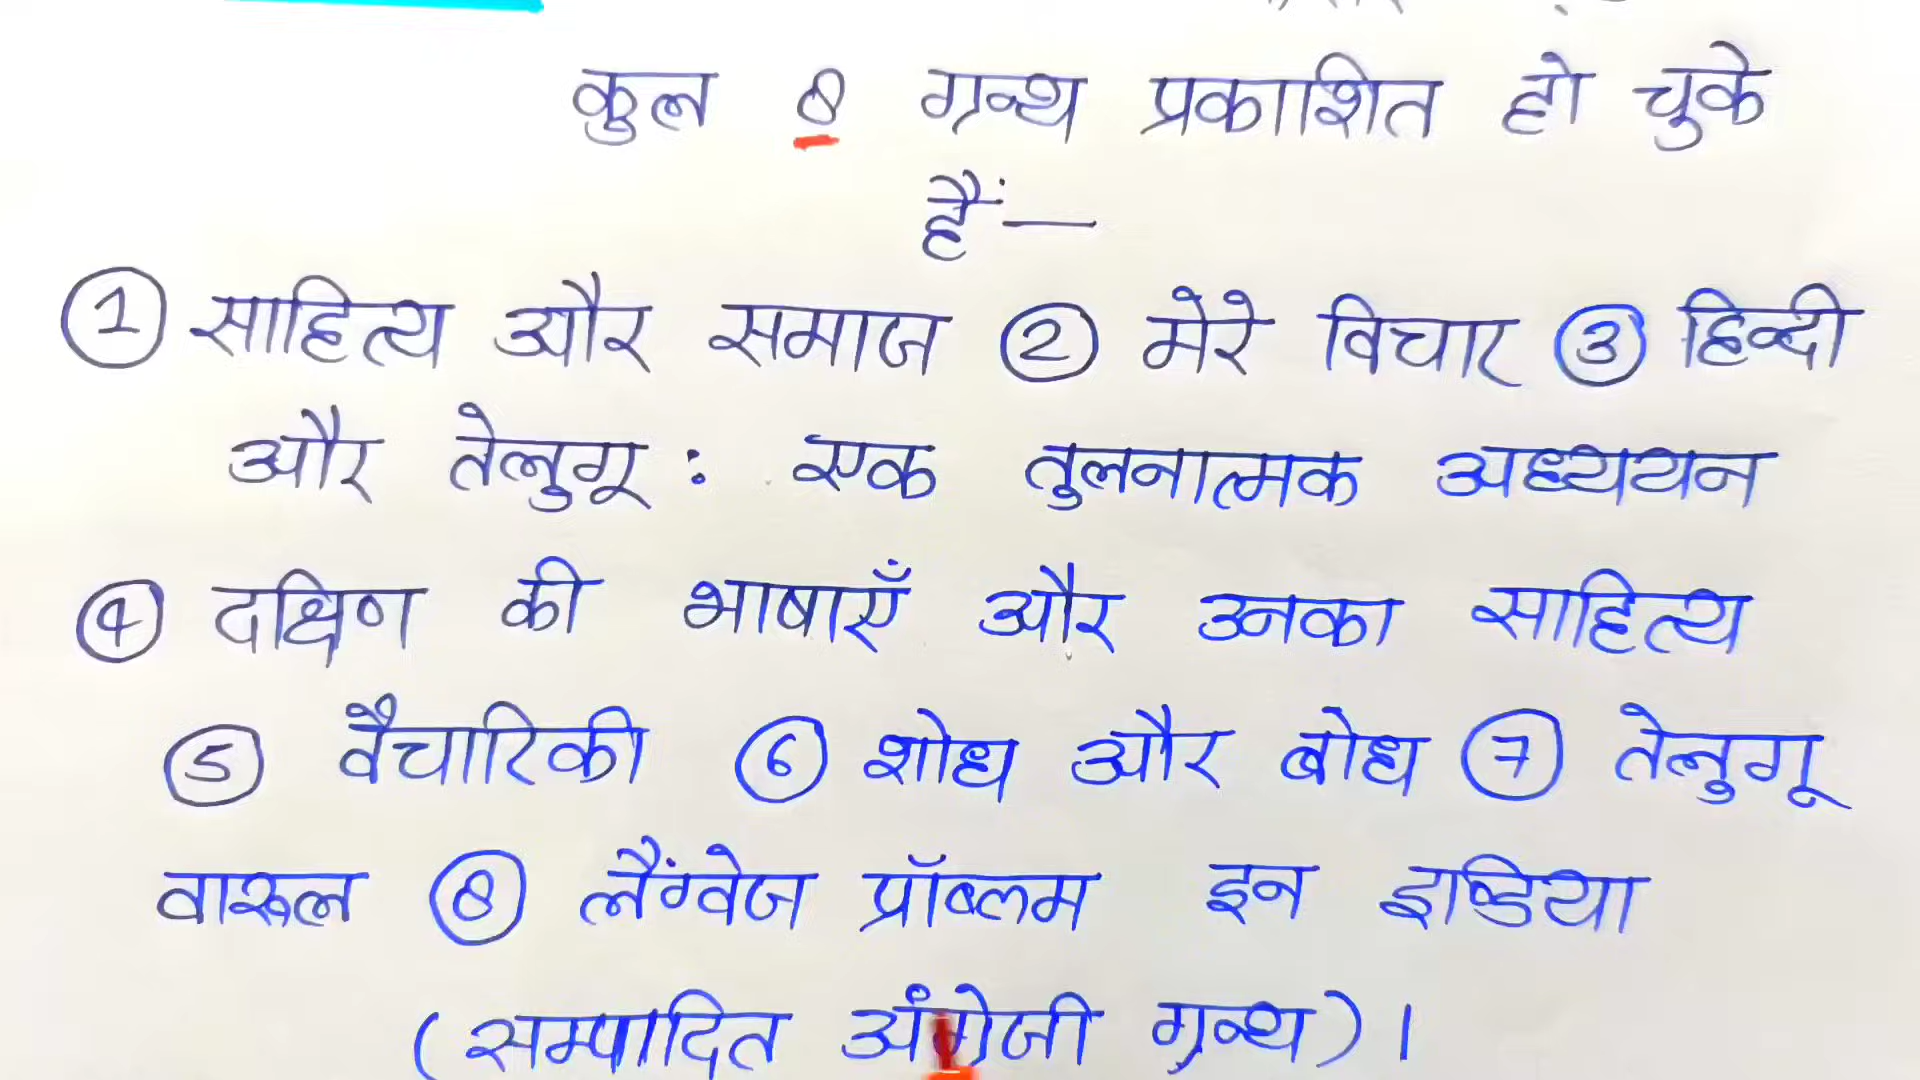 कुल 8 ग्रन्थ प्रकाशित हो चुके
हैं—
① साहित्य और समाज ② मेरे विचार ③ हिन्दी
और तेलुगू : एक तुलनात्मक अध्ययन
④ दक्षिण की भाषाएँ और उनका साहित्य
⑤ वैचारिकी ⑥ शोध और बोध ⑦ तेलुगू
वारुल ⑧ लैंग्वेज प्रॉब्लम इन इण्डिया
(सम्पादित अंग्रेजी ग्रन्थ)।